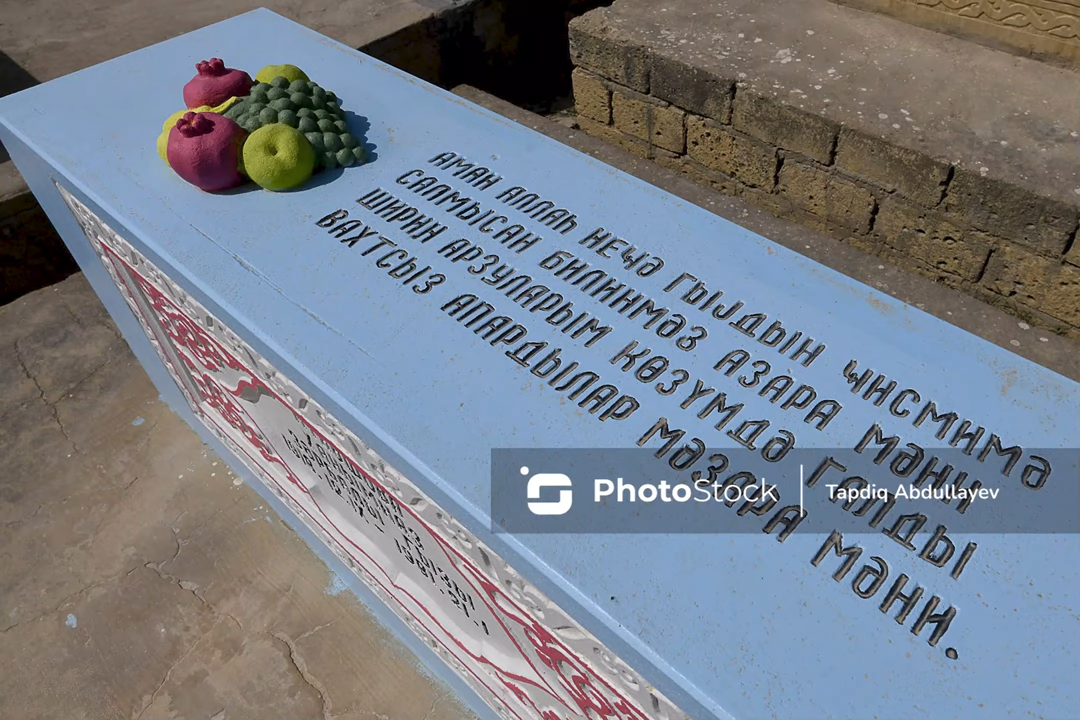 АМАН АЛЛАҺ НЕҸӘ ГЫЈДЫН ҸИСМИМӘ
САЛМЫСАН БИЛИНМӘЗ АЗАРА МӘНИ
ШИРИН АРЗУЛАРЫМ КӨЗҮМДӘ ГАЛДЫ
ВАХТСЫЗ АПАРДЫЛАР МӘЗАРА МӘНИ.
PhotoStock
Tapdiq Abdullayev